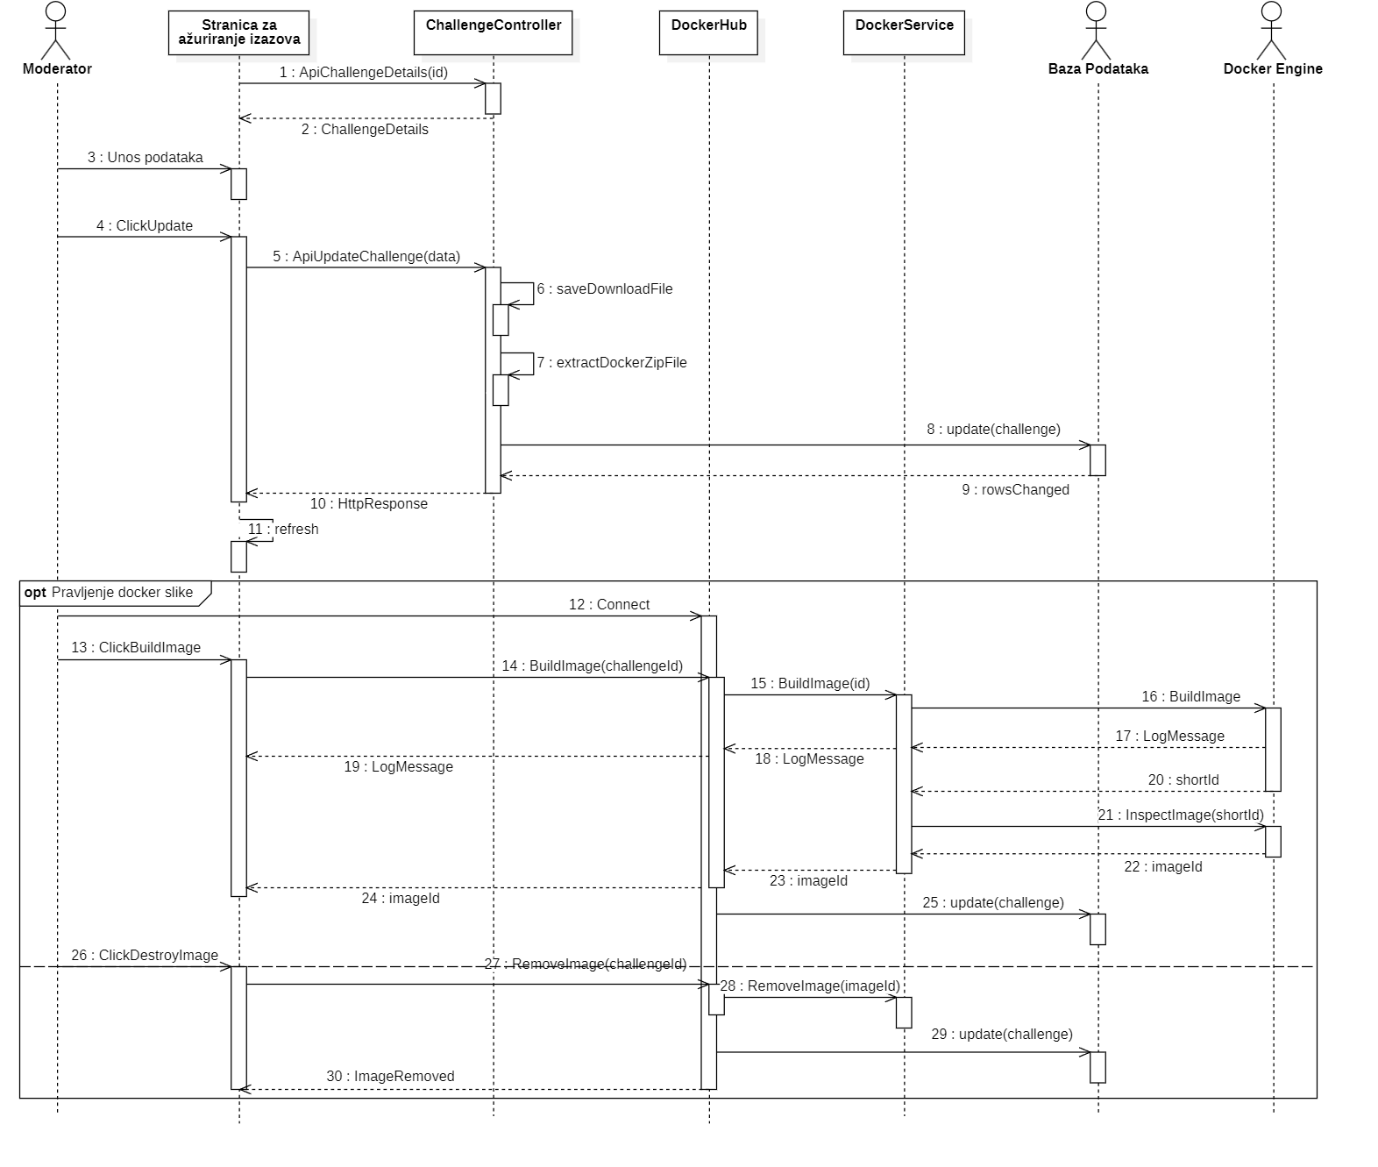 Stranica za
ažuriranje izazova
ChallengeController
DockerHub
DockerService
Moderator
Baza Podataka
Docker Engine
1 : ApiChallengeDetails(id)
2 : ChallengeDetails
3 : Unos podataka
4 : ClickUpdate
5 : ApiUpdateChallenge(data)
6 : saveDownloadFile
7 : extractDockerZipFile
8 : update(challenge)
9 : rowsChanged
10 : HttpResponse
11 : refresh
opt Pravljenje docker slike
12 : Connect
13 : ClickBuildImage
14 : BuildImage(challengeId)
15 : BuildImage(id)
16 : BuildImage
17 : LogMessage
18 : LogMessage
19 : LogMessage
20 : shortId
21 : InspectImage(shortId)
22 : imageId
23 : imageId
24 : imageId
25 : update(challenge)
26 : ClickDestroyImage
27 : RemoveImage(challengeId)
28 : RemoveImage(imageId)
29 : update(challenge)
30 : ImageRemoved